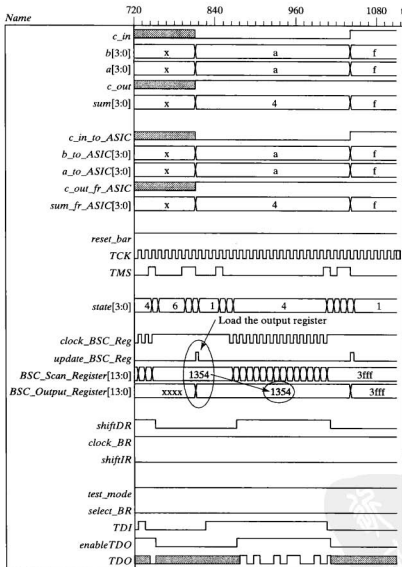 Name
720 840 960 1080
c_in
b[3:0] x a f
a[3:0] x a f
c_out
sum[3:0] x 4 f
c_in_to_ASIC
b_to_ASIC[3:0] x a f
a_to_ASIC[3:0] x a f
c_out_fr_ASIC
sum_fr_ASIC[3:0] x 4 f
reset_bar
TCK
TMS
state[3:0] 4 6 1 4 1
Load the output register
clock_BSC_Reg
update_BSC_Reg
BSC_Scan_Register[13:0] 1354 3fff
BSC_Output_Register[13:0] xxxx 1354 3fff
shiftDR
clock_BR
shiftIR
test_mode
select_BR
TDI
enableTDO
TDO